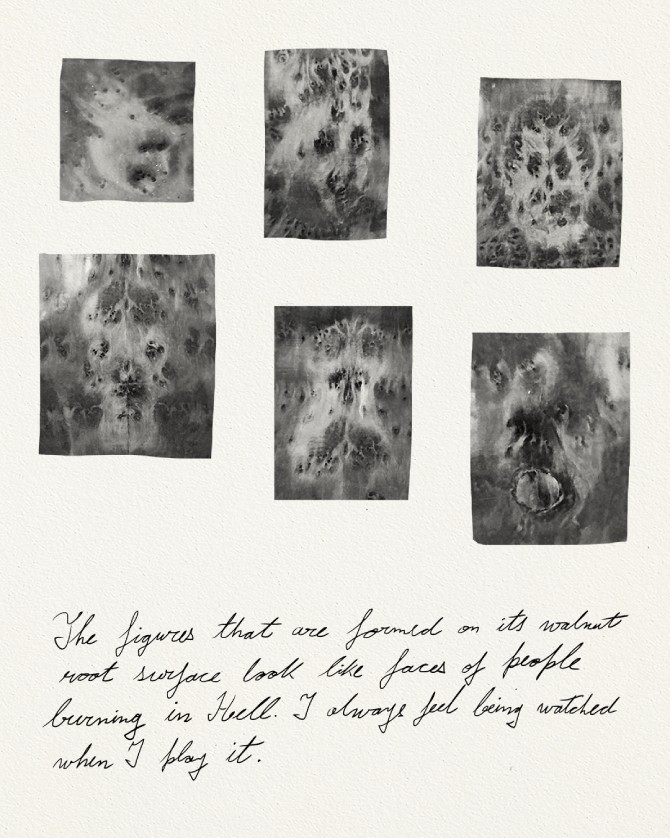 The figures that are formed on its walnut
root surface look like faces of people
burning in Hell. I always feel being watched
when I play it.